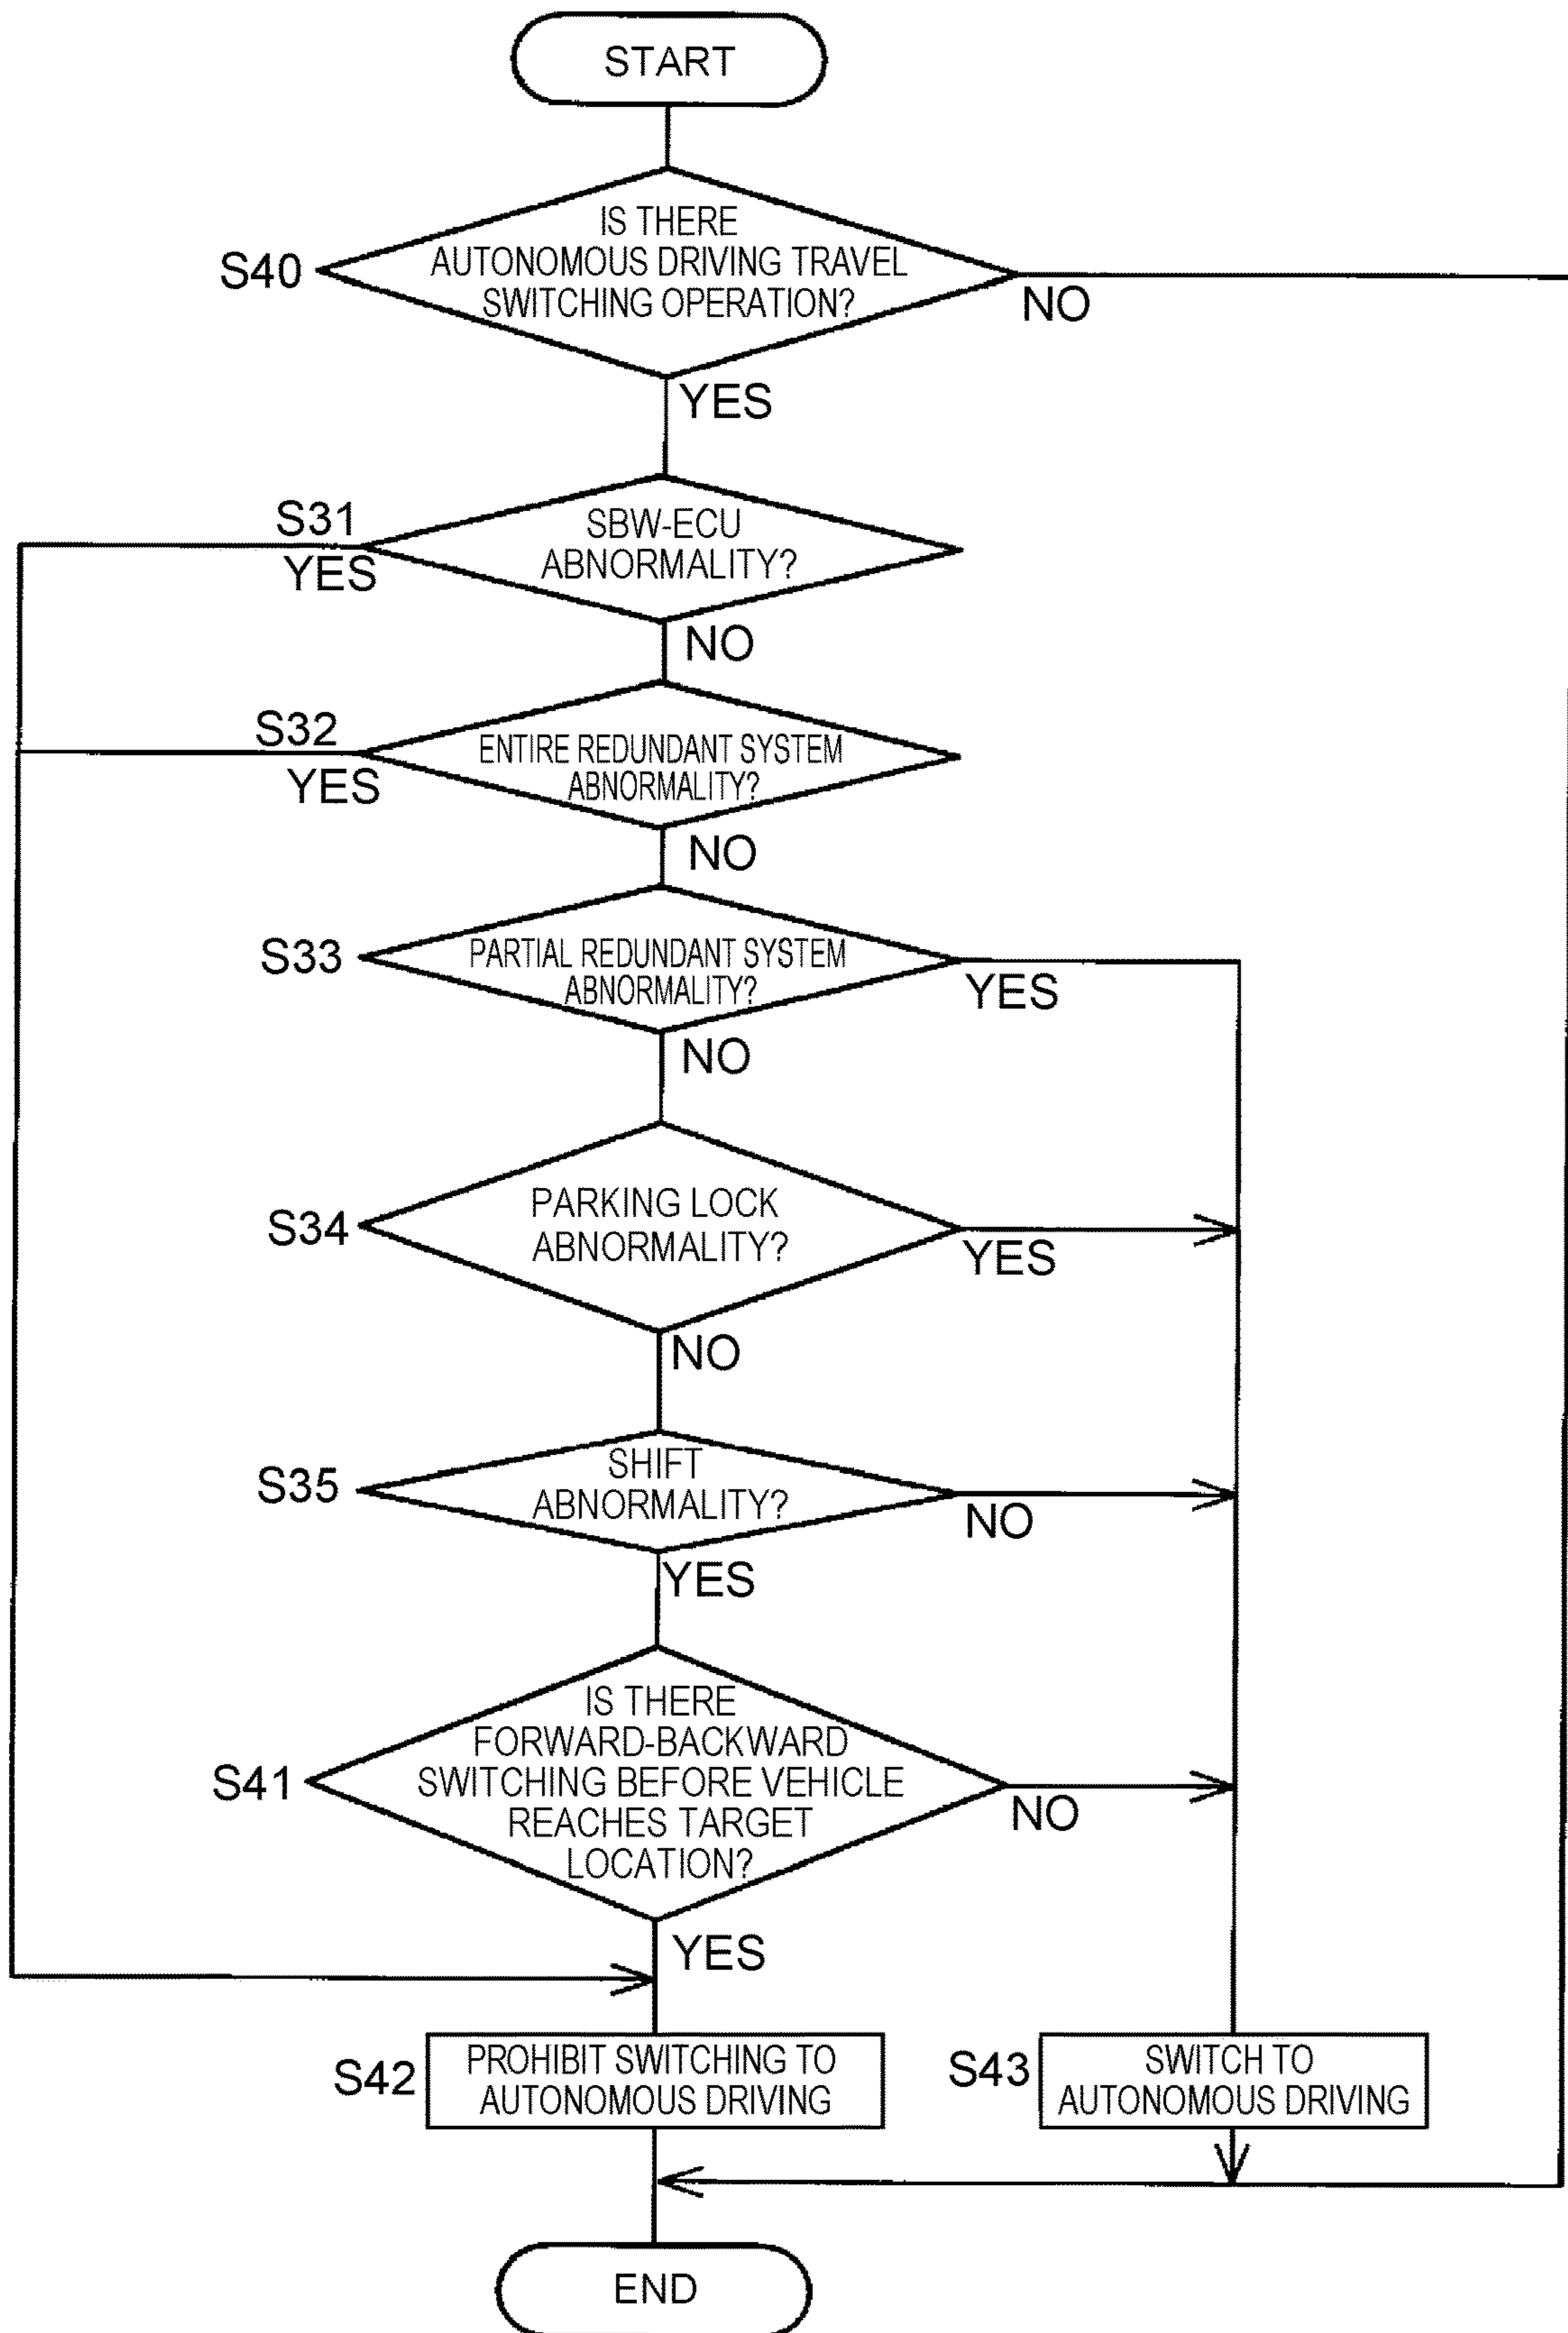 START
IS THERE
AUTONOMOUS DRIVING TRAVEL
SWITCHING OPERATION?
S40
NO
YES
S31
SBW-ECU
ABNORMALITY?
YES
NO
S32
ENTIRE REDUNDANT SYSTEM
ABNORMALITY?
YES
NO
S33
PARTIAL REDUNDANT SYSTEM
ABNORMALITY?
YES
NO
S34
PARKING LOCK
ABNORMALITY?
YES
NO
S35
SHIFT
ABNORMALITY?
NO
YES
S41
IS THERE
FORWARD-BACKWARD
SWITCHING BEFORE VEHICLE
REACHES TARGET
LOCATION?
NO
YES
S42
PROHIBIT SWITCHING TO
AUTONOMOUS DRIVING
S43
SWITCH TO
AUTONOMOUS DRIVING
END